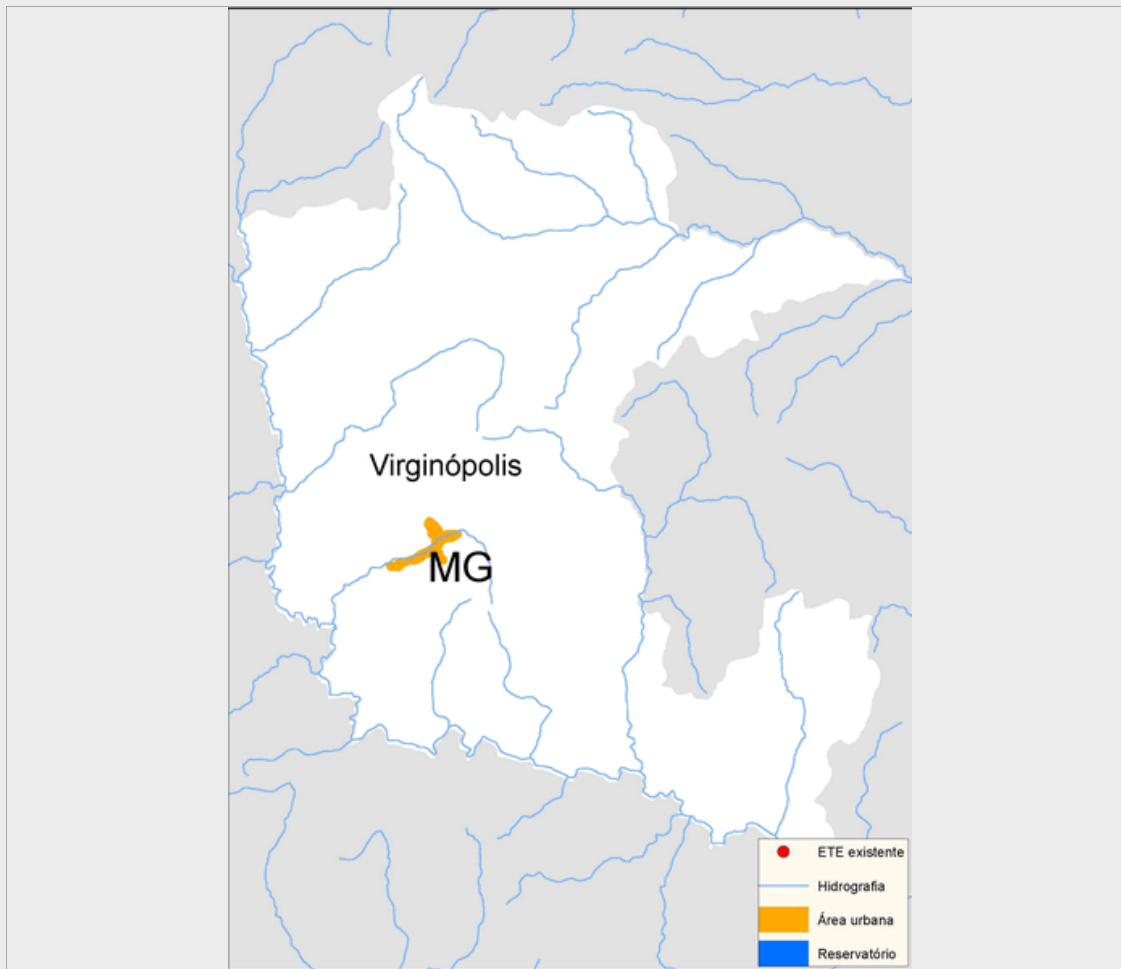 Virginópolis
MG
ETE existente
Hidrografia
Área urbana
Reservatório